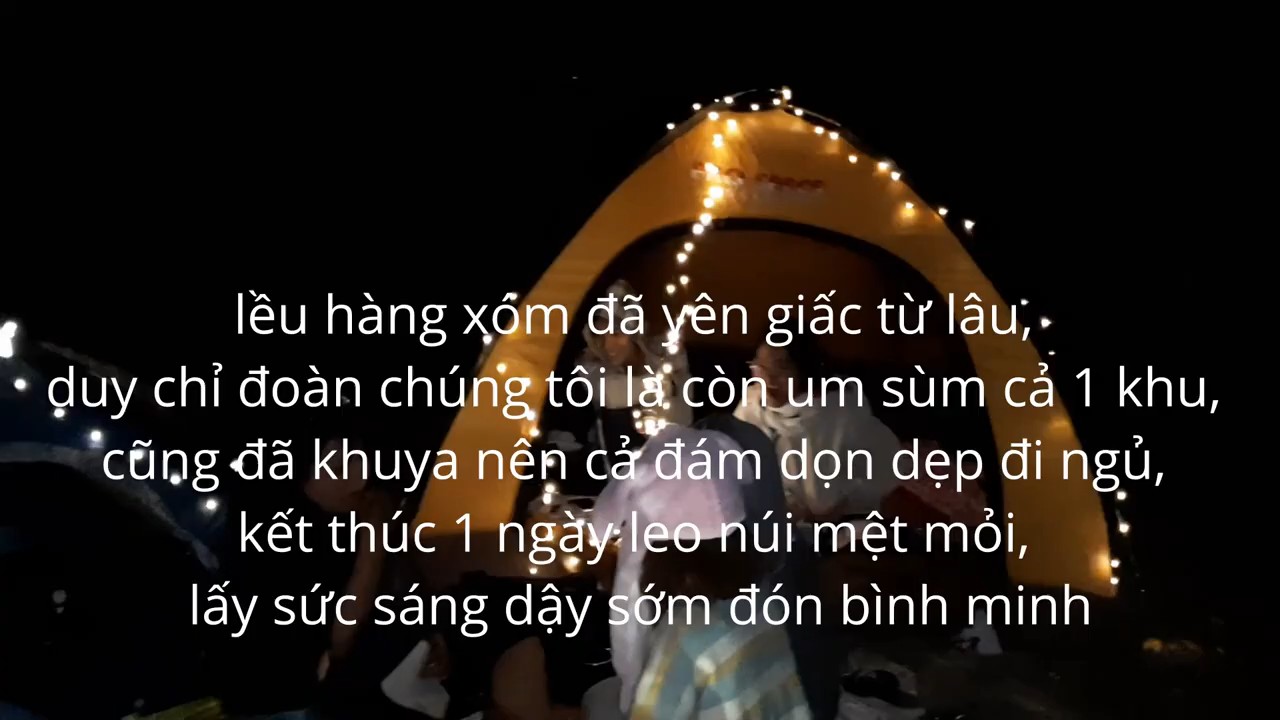 lều hàng xóm đã yên giấc từ lâu,
duy chỉ đoàn chúng tôi là còn um sùm cả 1 khu,
cũng đã khuya nên cả đám dọn dẹp đi ngủ,
kết thúc 1 ngày leo núi mệt mỏi,
lấy sức sáng dậy sớm đón bình minh